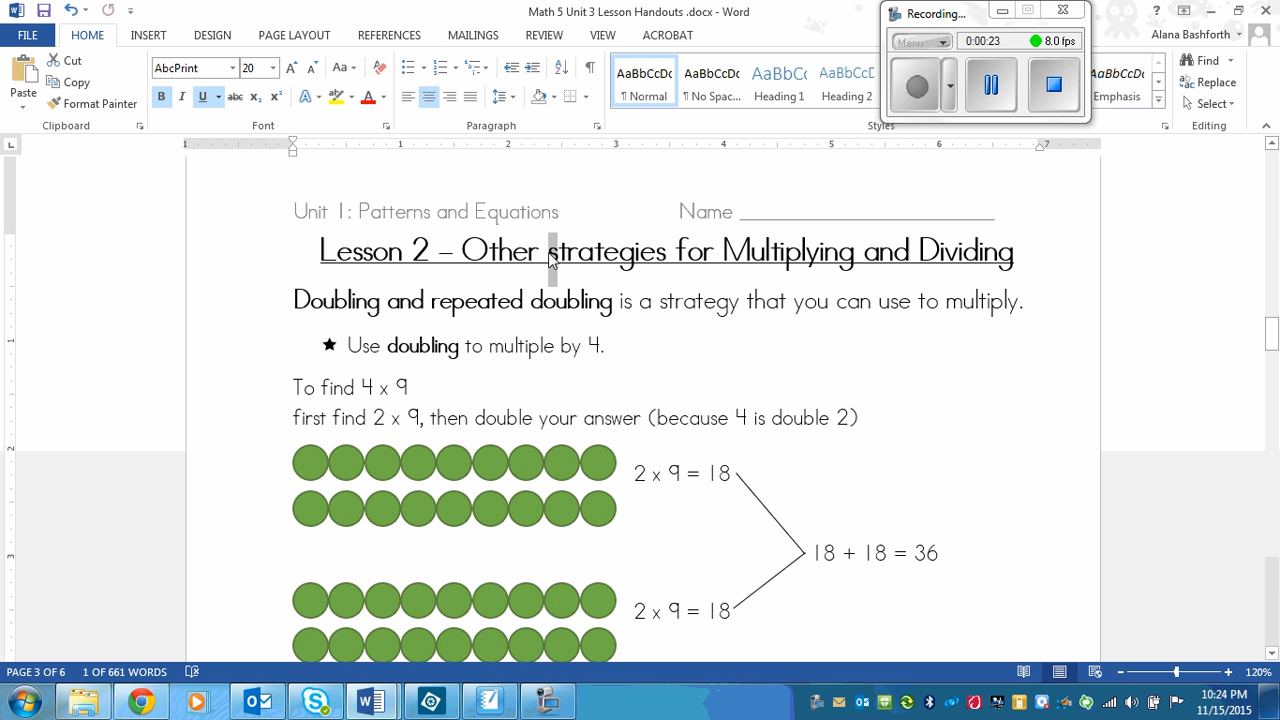 Math 5 Unit 3 Lesson Handouts .docx - Word
Recording...
Menu
0:00:23
8.0 fps
FILE
HOME
INSERT
DESIGN
PAGE LAYOUT
REFERENCES
MAILINGS
REVIEW
VIEW
ACROBAT
Alana Bashforth
Paste
Cut
Copy
Format Painter
Clipboard
AbcPrint
20
Font
Paragraph
AaBbCcDc
¶ Normal
AaBbCcDc
¶ No Spac...
AaBbCc
Heading 1
AaBbCcDc
Heading 2
AaBbCcDc
Emphasis
Styles
Find
Replace
Select
Editing
Unit 1: Patterns and Equations Name ____________________
Lesson 2 – Other strategies for Multiplying and Dividing
Doubling and repeated doubling is a strategy that you can use to multiply.
★ Use doubling to multiple by 4.
To find 4 x 9
first find 2 x 9, then double your answer (because 4 is double 2)
2 x 9 = 18
18 + 18 = 36
2 x 9 = 18
PAGE 3 OF 6
1 OF 661 WORDS
120%
10:24 PM
11/15/2015